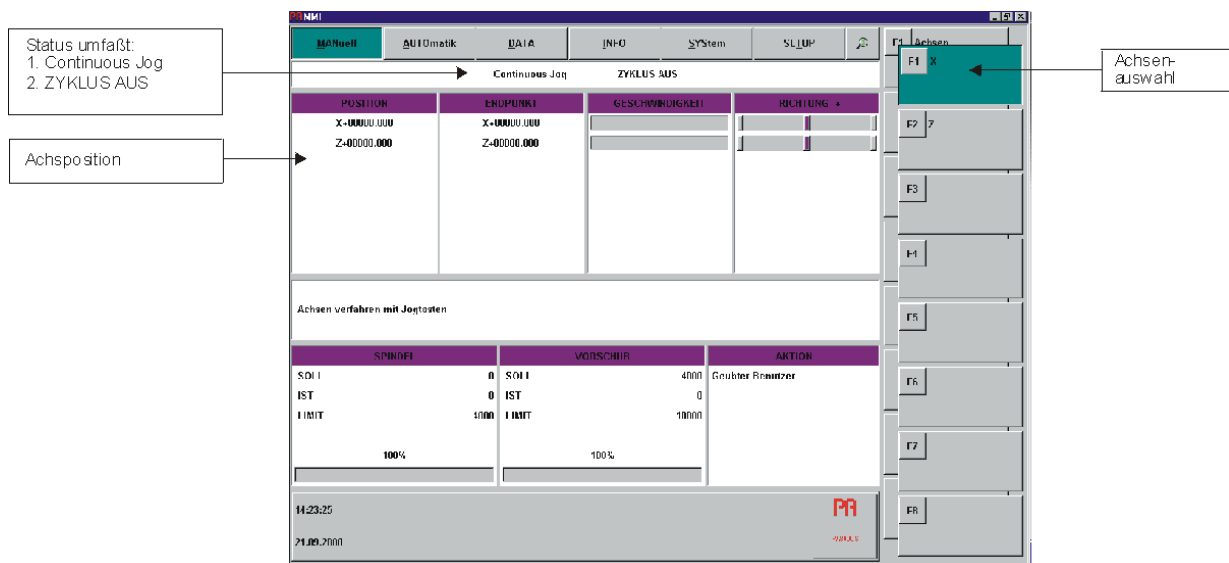 PA HMI
Status umfaßt:
1. Continuous Jog
2. ZYKLUS AUS
MANuell AUTOmatik DATA INFO SYStem SETUP F1 Achsen
Continuous Jog ZYKLUS AUS
Achsen-
auswahl
F1 X
POSITION ENDPUNKT GESCHWINDIGKEIT RICHTUNG +
X+00000.000 X+00000.000
F2 Z
Z+00000.000 Z+00000.000
Achsposition
F3
F4
Achsen verfahren mit Jogtasten
F5
SPINDEL VORSCHUB AKTION
SOLL 0 SOLL 4000 Geubter Benutzer
F6
IST 0 IST 0
LIMIT LIMIT 10000
F7
100% 100%
14:23:25 PA
F8
21.09.2000